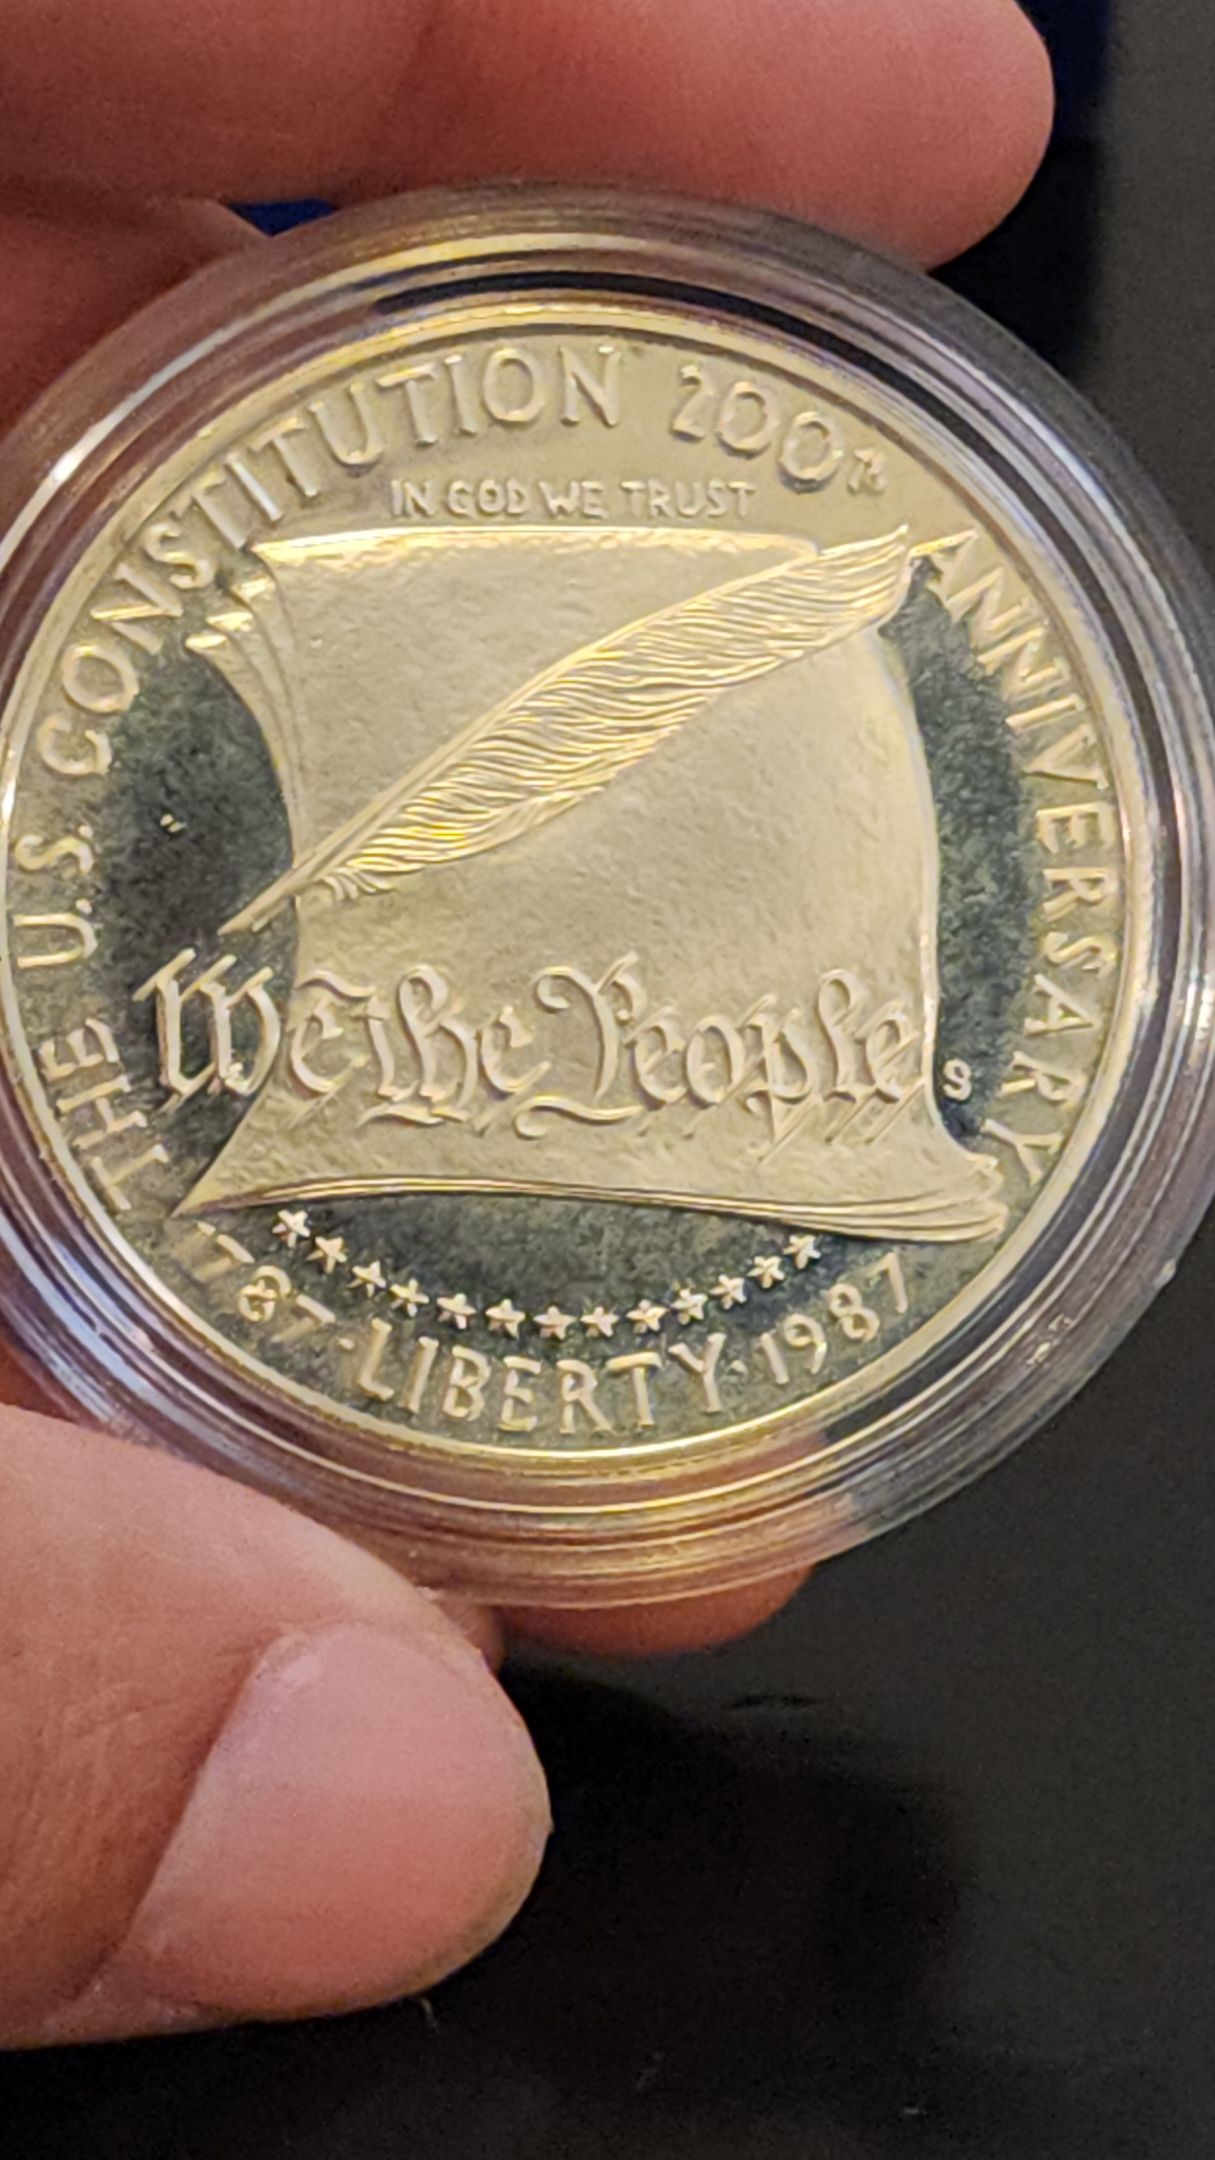 THE U.S. CONSTITUTION 200TH ANNIVERSARY
IN GOD WE TRUST
We the People
S
1787 · LIBERTY · 1987